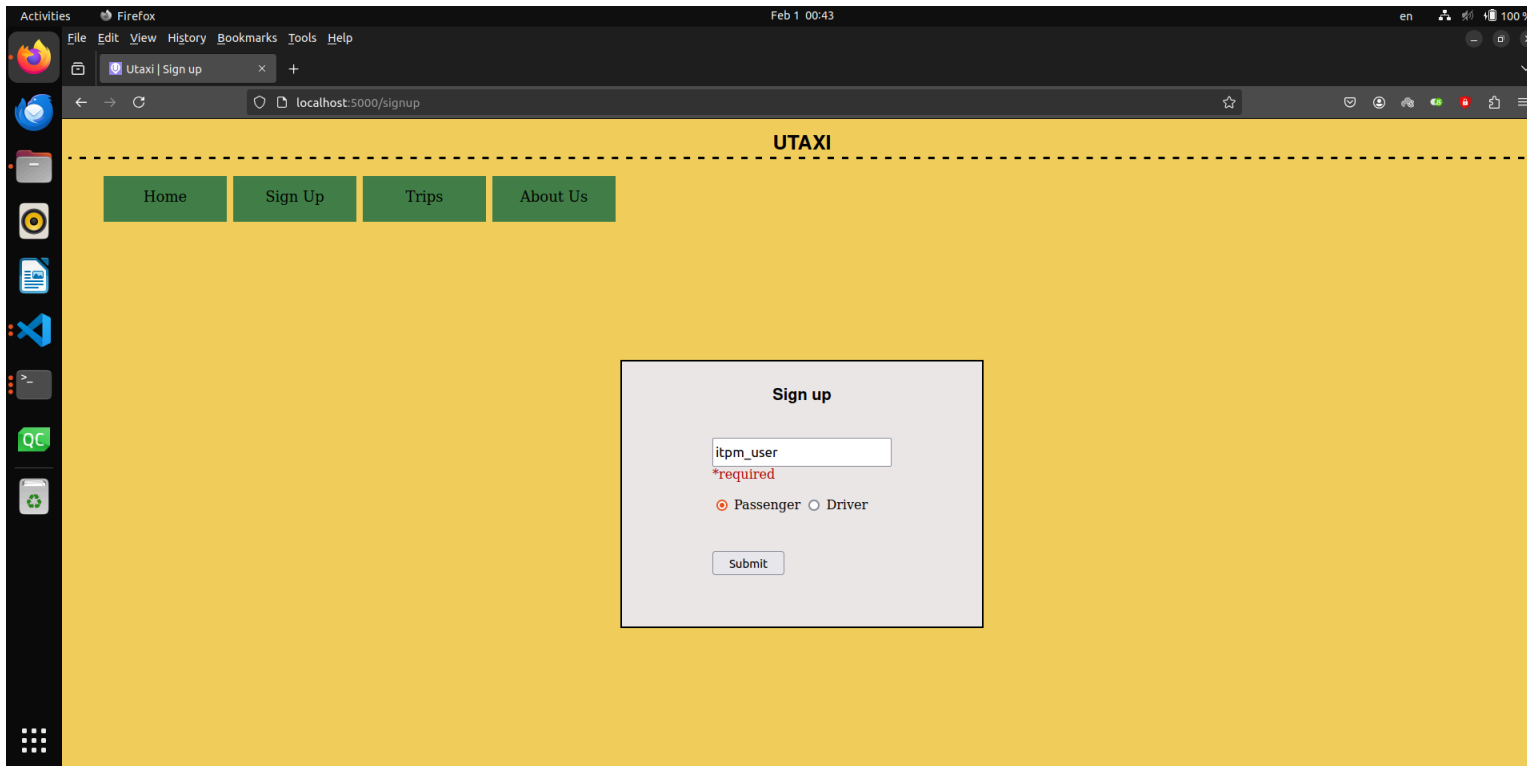 Activities Firefox Feb 1 00:43 en 100 %
File Edit View History Bookmarks Tools Help
Utaxi | Sign up
localhost:5000/signup
UTAXI
Home Sign Up Trips About Us
Sign up
itpm_user
*required
Passenger Driver
Submit
QC